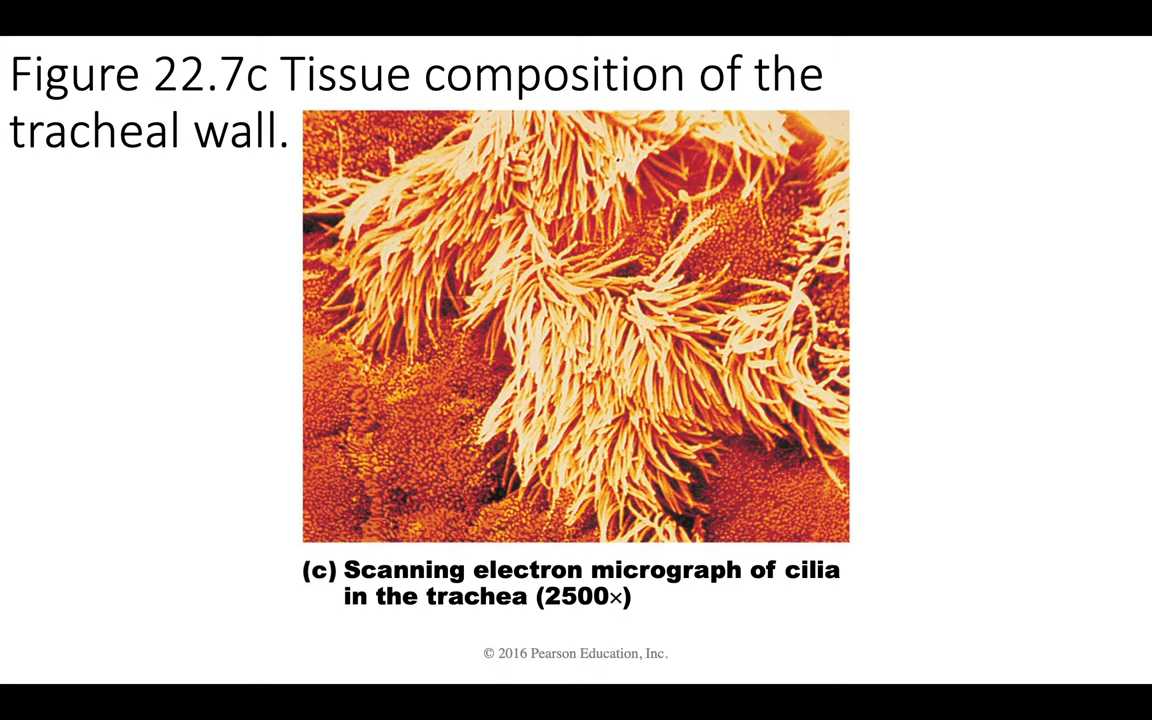 Figure 22.7c Tissue composition of the
tracheal wall.
(c) Scanning electron micrograph of cilia
in the trachea (2500×)
© 2016 Pearson Education, Inc.